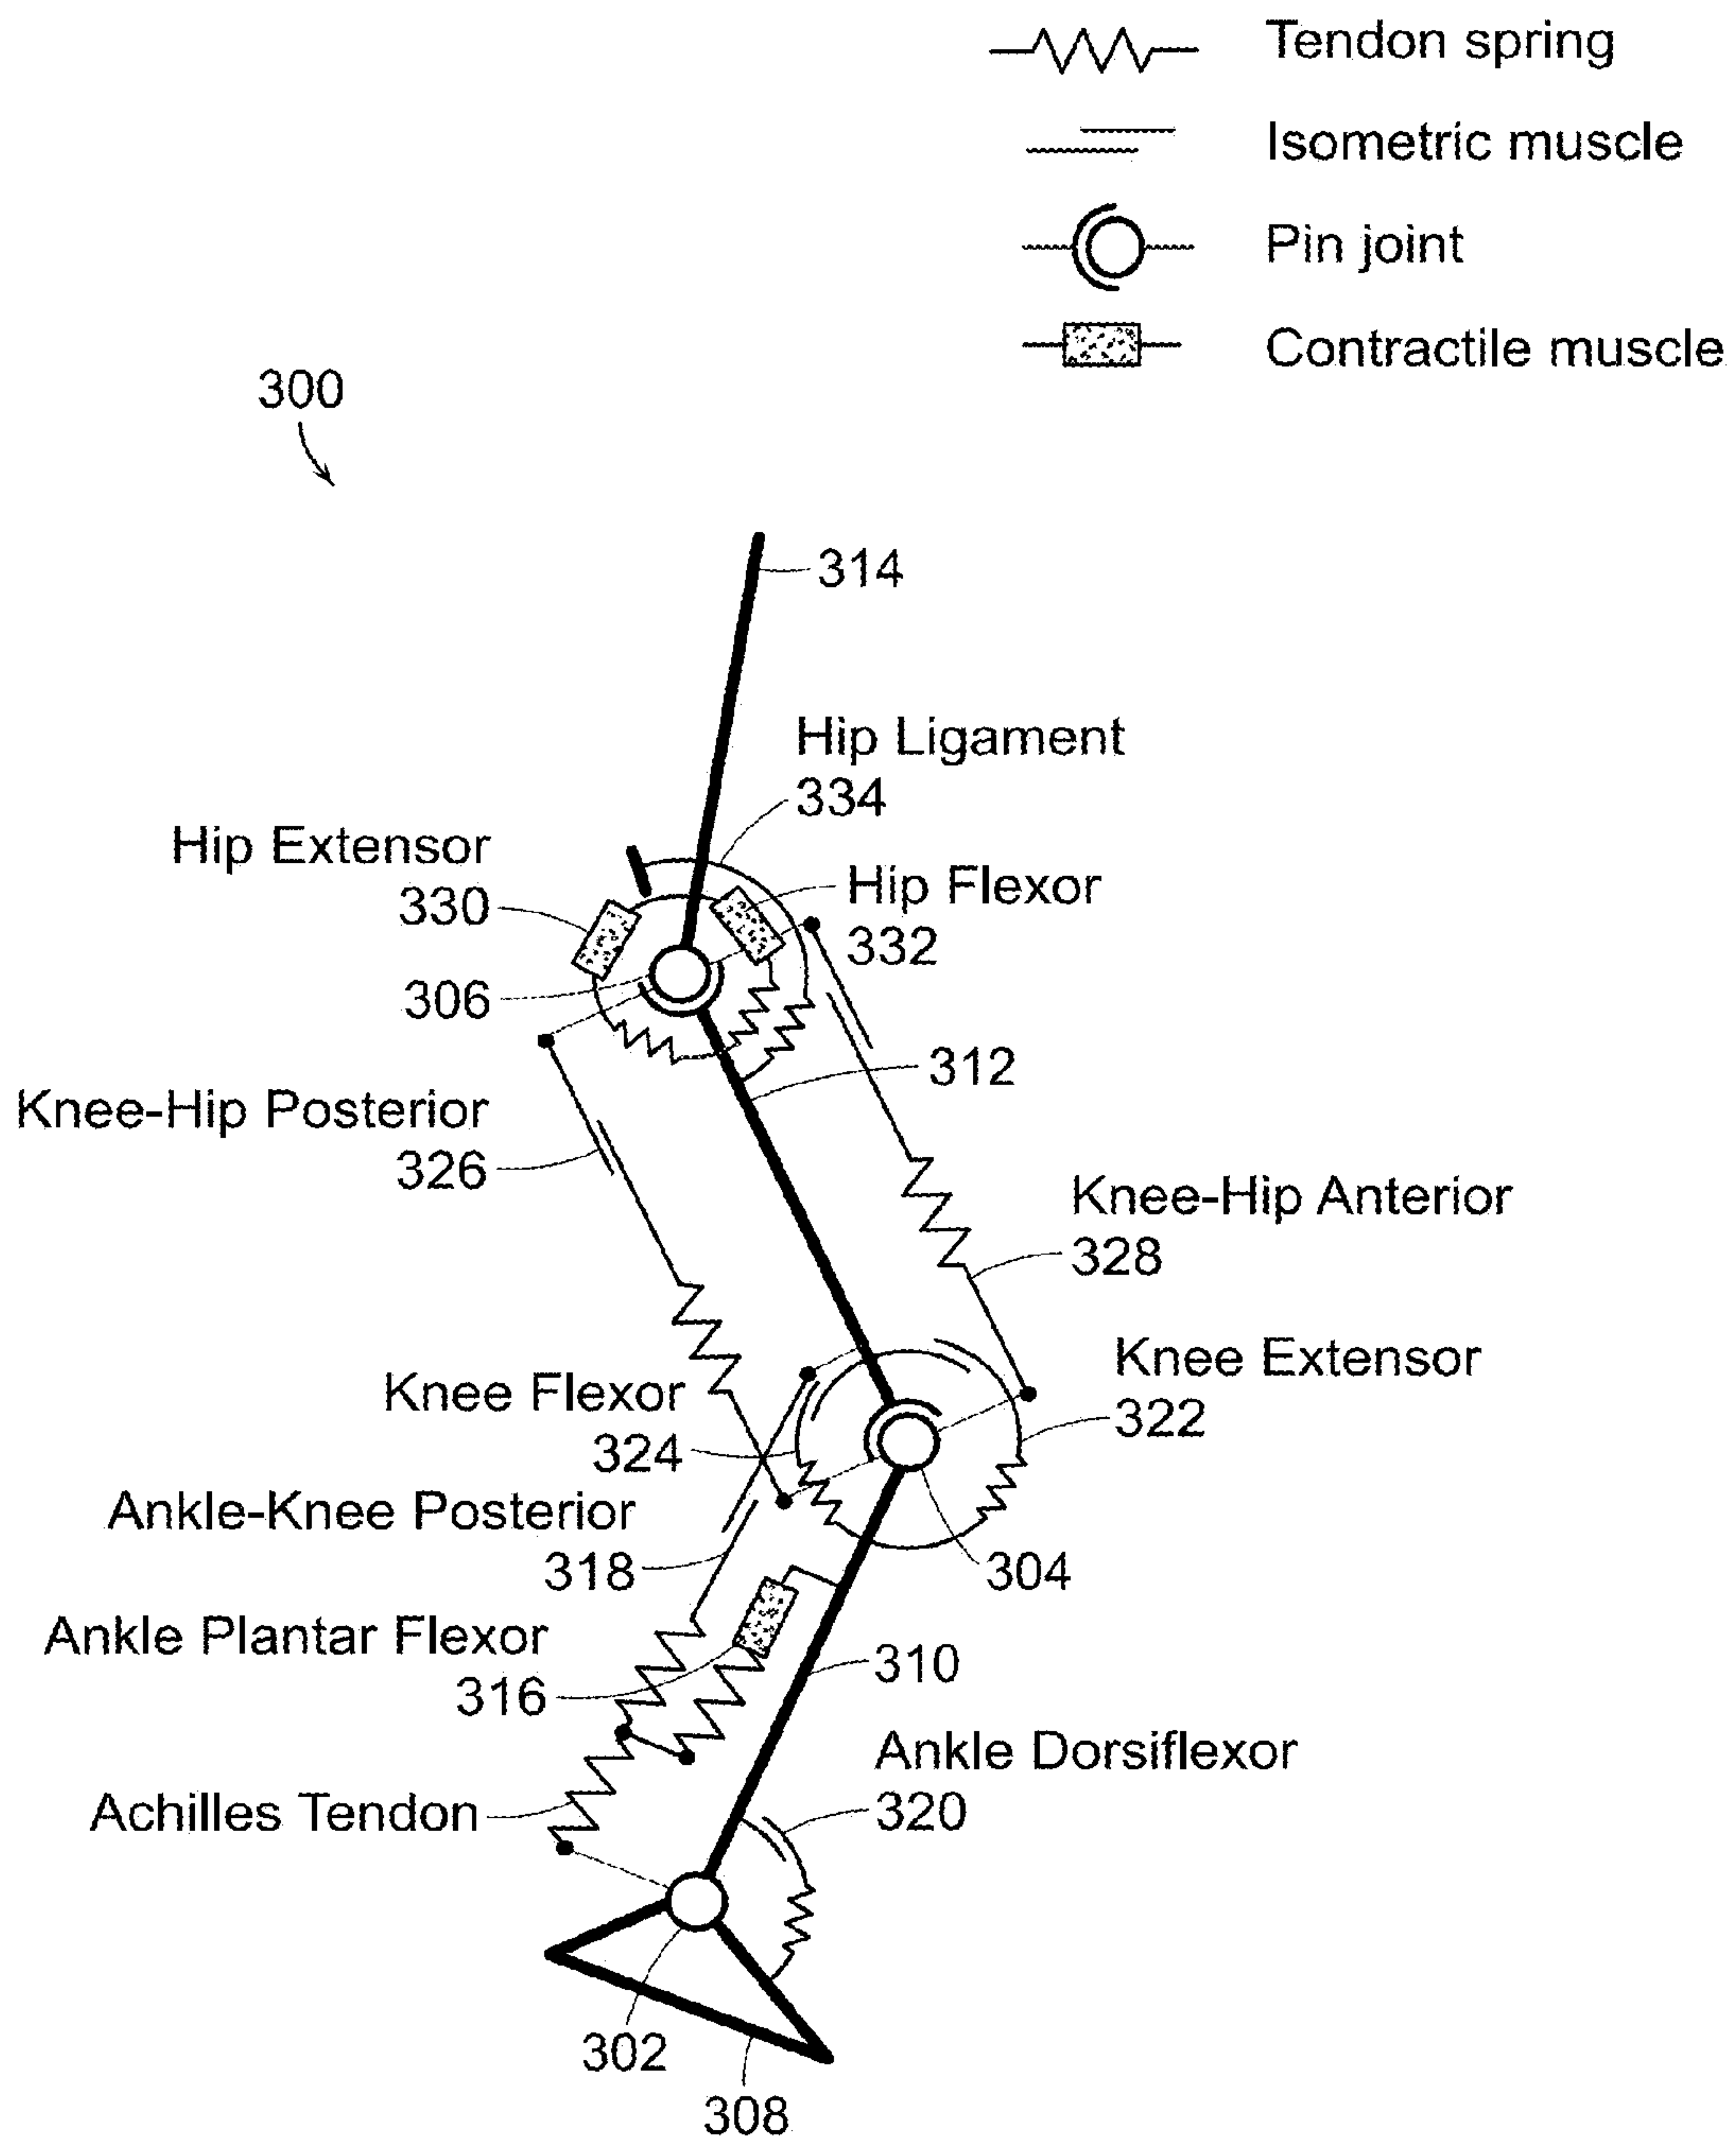 Tendon spring
Isometric muscle
Pin joint
Contractile muscle
300
314
Hip Ligament
334
Hip Extensor
330
Hip Flexor
332
306
312
Knee-Hip Posterior
326
Knee-Hip Anterior
328
Knee Extensor
322
Knee Flexor
324
Ankle-Knee Posterior
318
304
Ankle Plantar Flexor
316
310
Ankle Dorsiflexor
320
Achilles Tendon
302
308